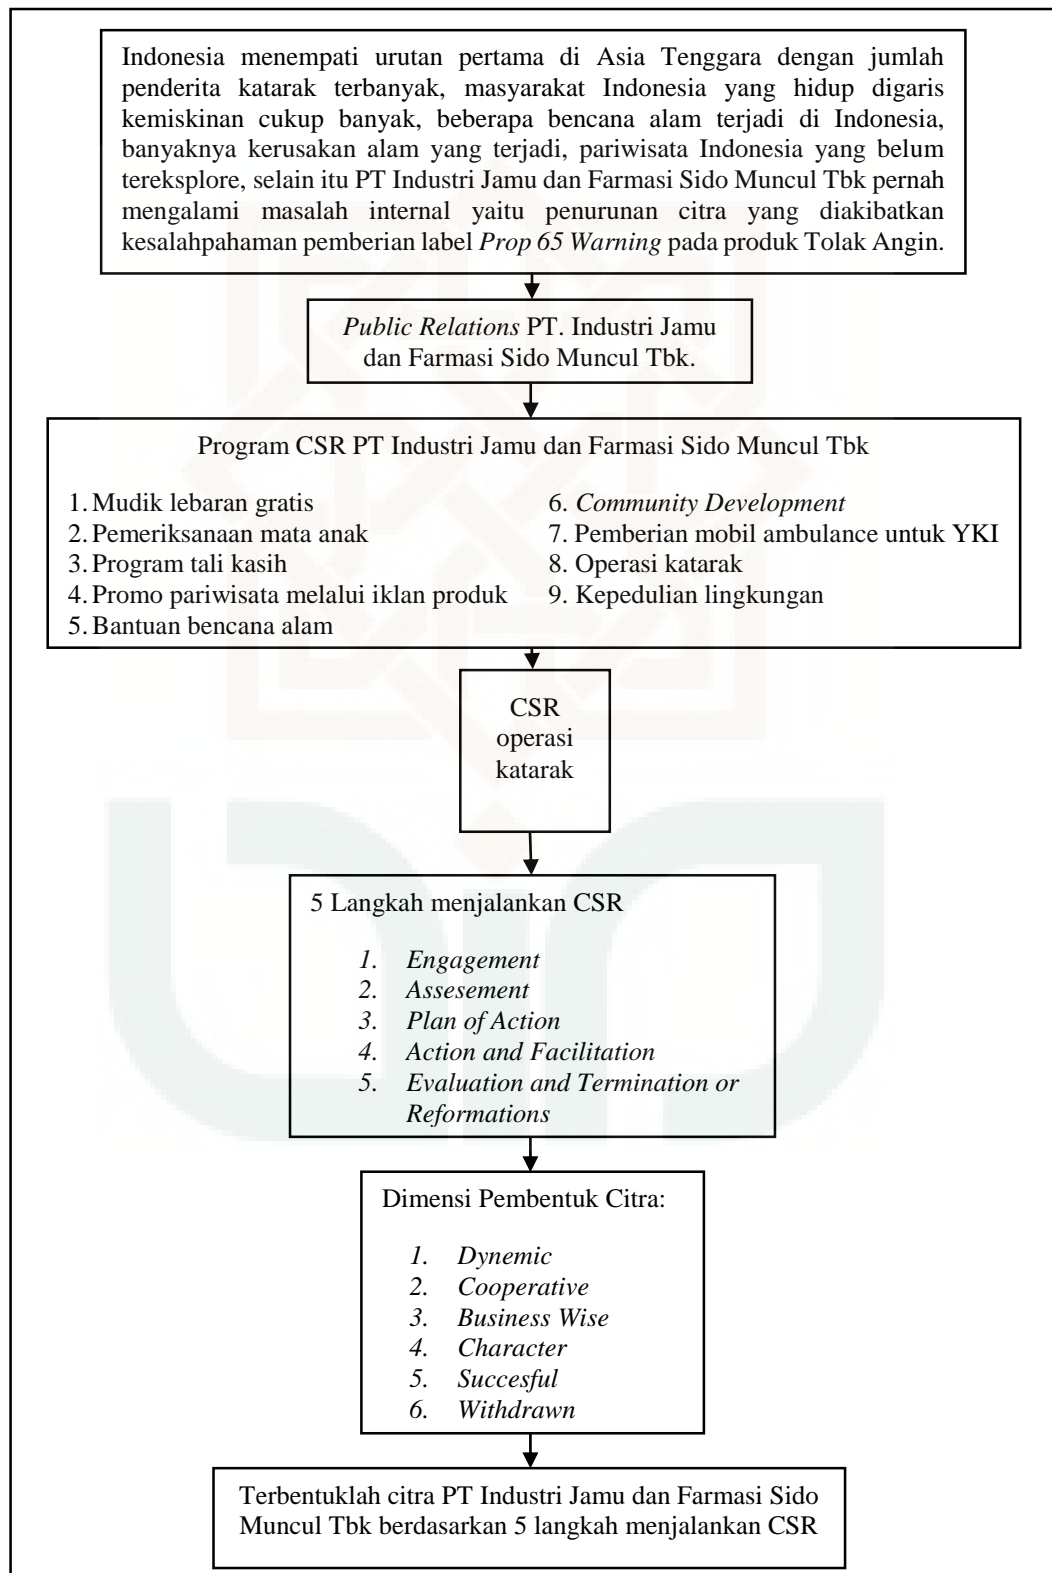 Indonesia menempati urutan pertama di Asia Tenggara dengan jumlah
penderita katarak terbanyak, masyarakat Indonesia yang hidup digaris
kemiskinan cukup banyak, beberapa bencana alam terjadi di Indonesia,
banyaknya kerusakan alam yang terjadi, pariwisata Indonesia yang belum
tereksplore, selain itu PT Industri Jamu dan Farmasi Sido Muncul Tbk pernah
mengalami masalah internal yaitu penurunan citra yang diakibatkan
kesalahpahaman pemberian label Prop 65 Warning pada produk Tolak Angin.
Public Relations PT. Industri Jamu
dan Farmasi Sido Muncul Tbk.
Program CSR PT Industri Jamu dan Farmasi Sido Muncul Tbk
1. Mudik lebaran gratis
2. Pemeriksanaan mata anak
3. Program tali kasih
4. Promo pariwisata melalui iklan produk
5. Bantuan bencana alam
6. Community Development
7. Pemberian mobil ambulance untuk YKI
8. Operasi katarak
9. Kepedulian lingkungan
CSR
operasi
katarak
5 Langkah menjalankan CSR
1. Engagement
2. Assesement
3. Plan of Action
4. Action and Facilitation
5. Evaluation and Termination or
Reformations
Dimensi Pembentuk Citra:
1. Dynemic
2. Cooperative
3. Business Wise
4. Character
5. Succesful
6. Withdrawn
Terbentuklah citra PT Industri Jamu dan Farmasi Sido
Muncul Tbk berdasarkan 5 langkah menjalankan CSR